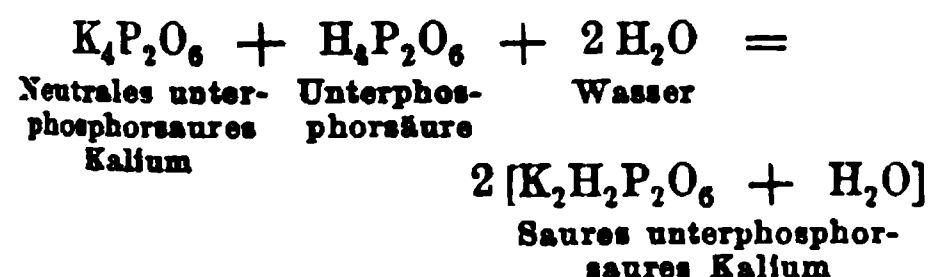 K₄P₂O₆ + H₄P₂O₆ + 2 H₂O =
Neutrales unter- Unterphos- Wasser
phosphorsaures phorsäure
Kalium
2 [K₂H₂P₂O₆ + H₂O]
Saures unterphosphor-
saures Kalium